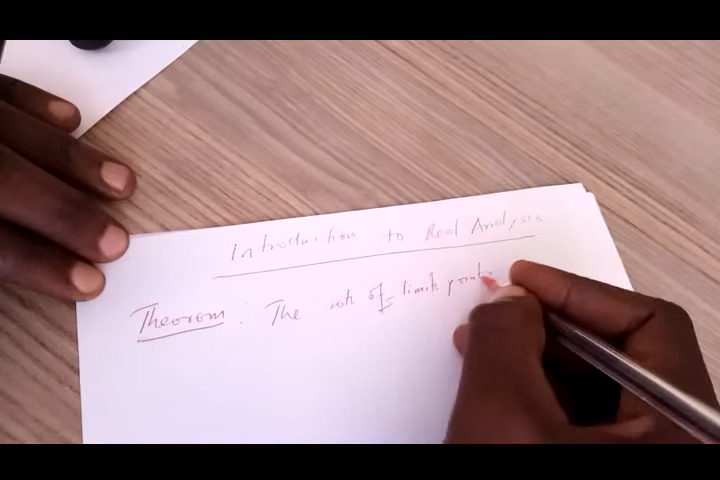 Introduction to Real Analysis
Theorem : The set of limit points